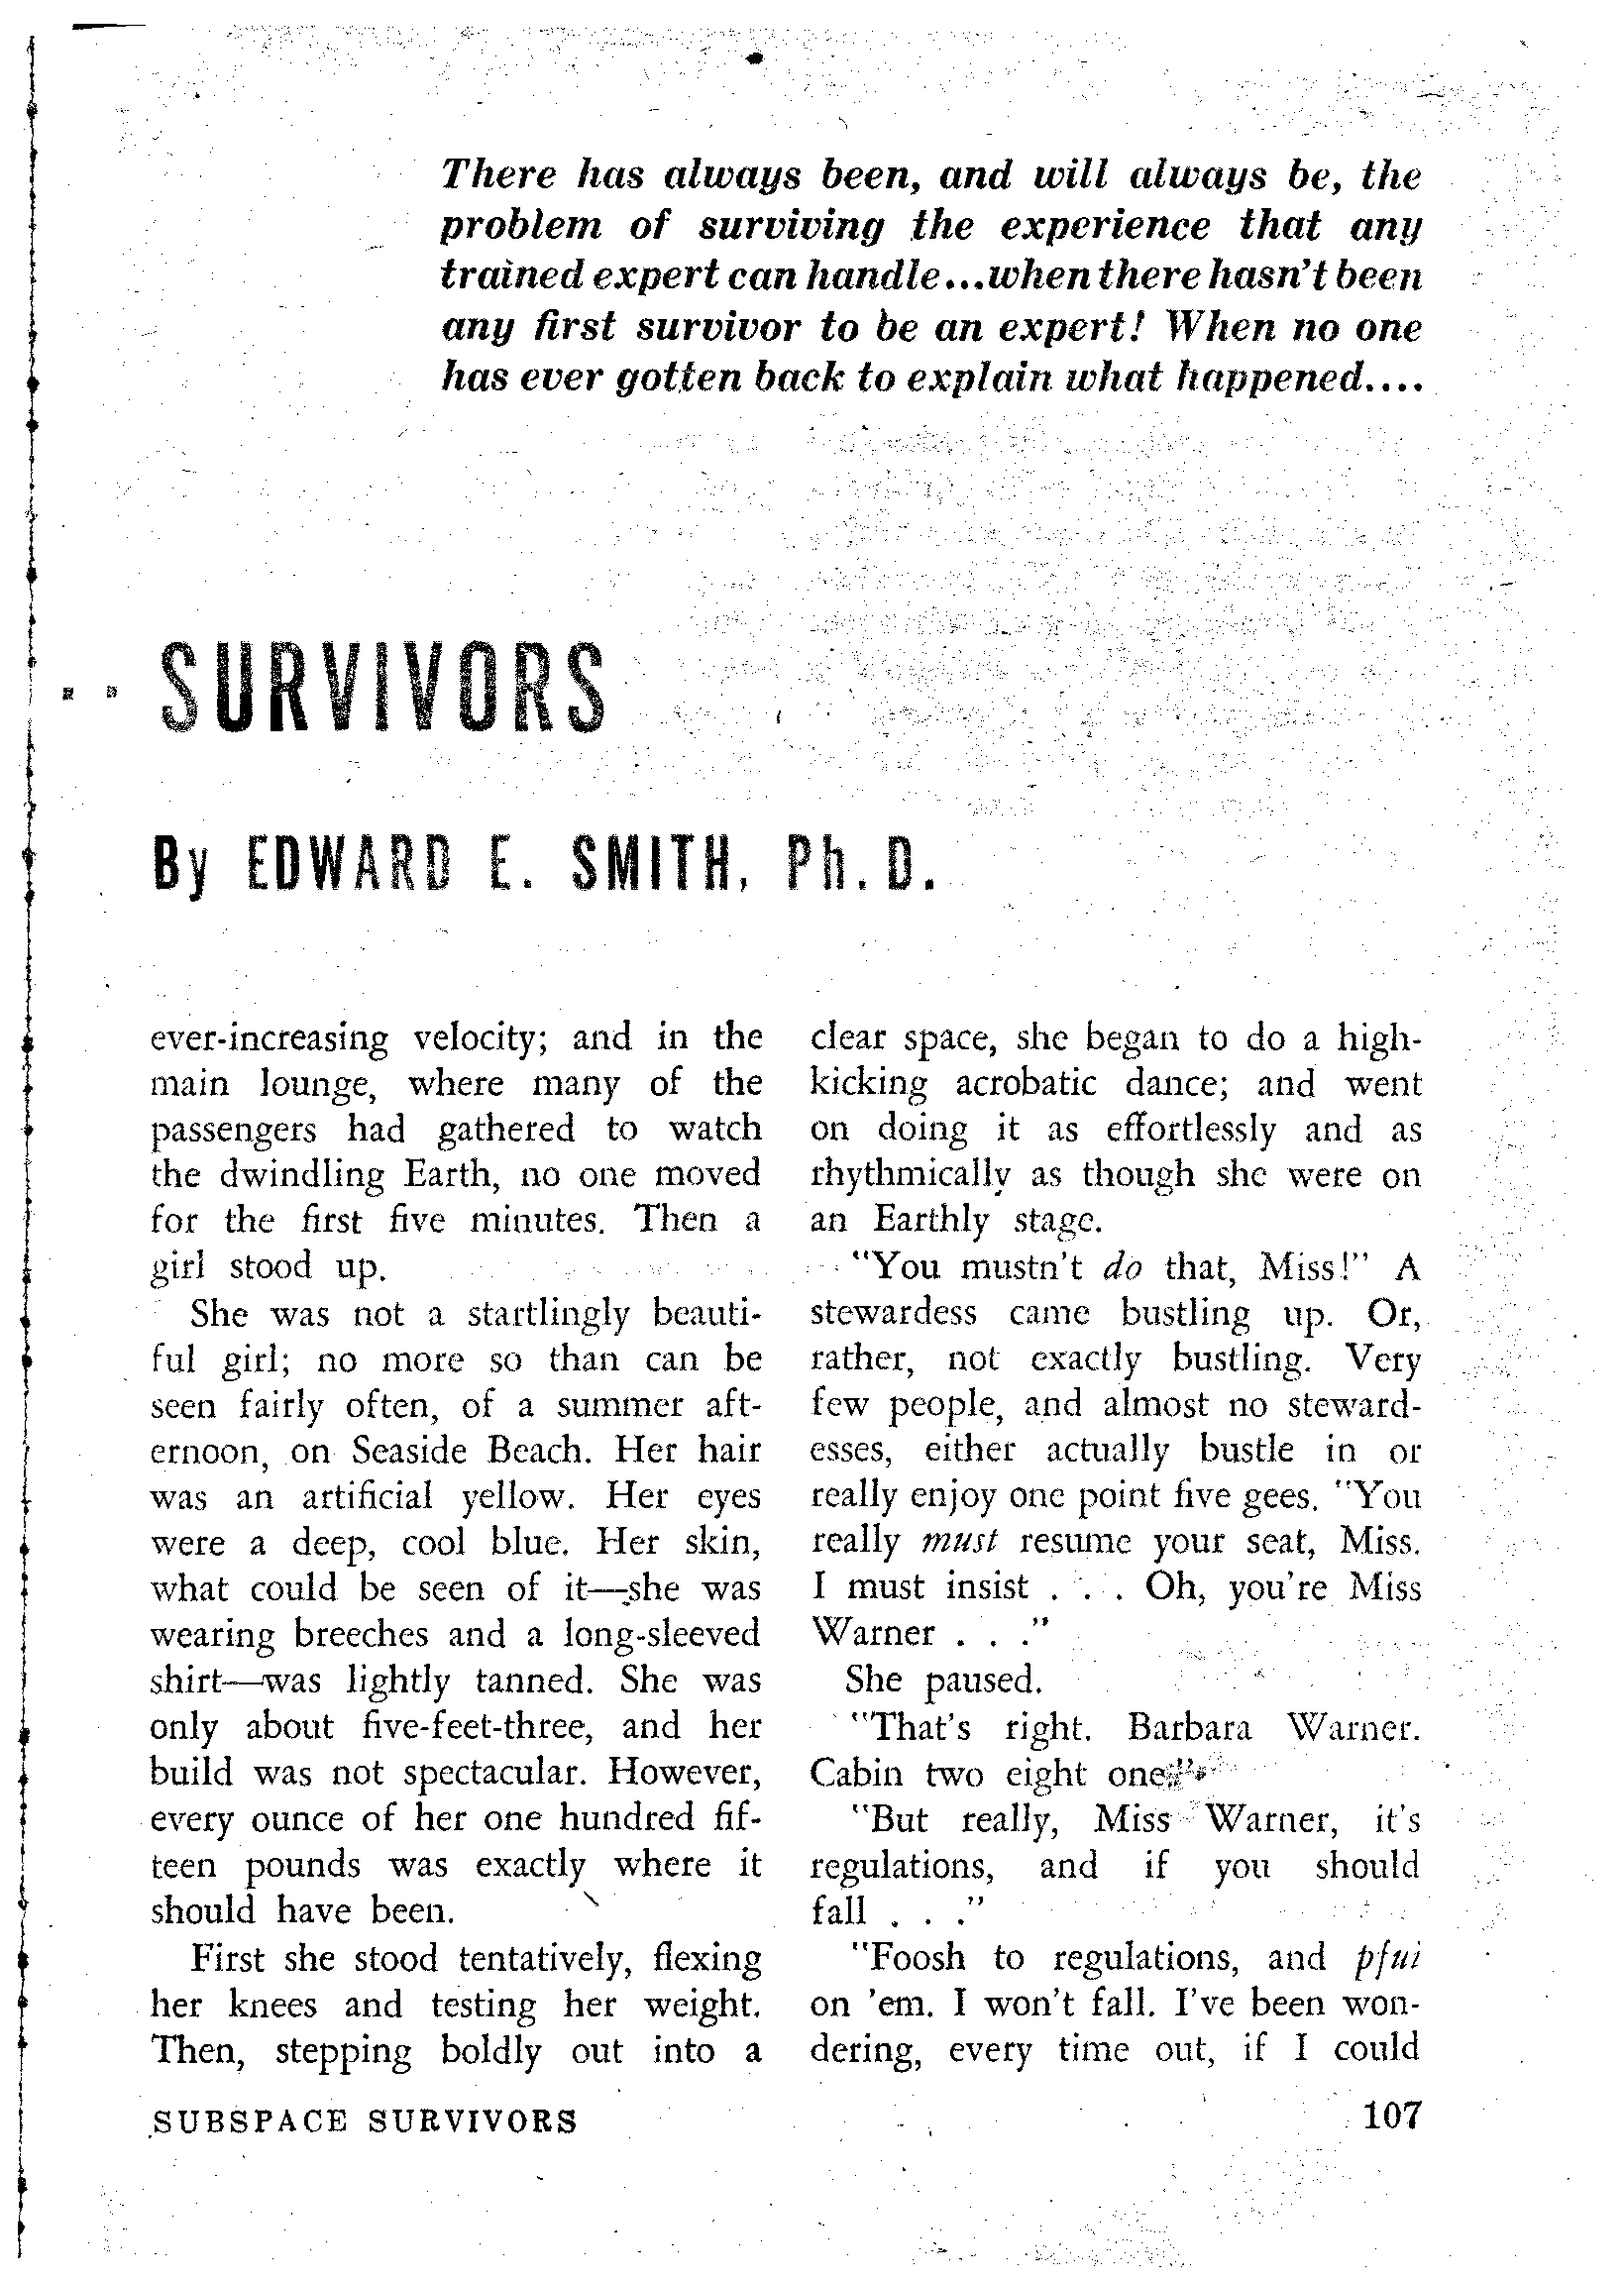 There has always been, and will always be, the
problem of surviving the experience that any
trained expert can handle...when there hasn't been
any first survivor to be an expert! When no one
has ever gotten back to explain what happened....
SURVIVORS
By EDWARD E. SMITH, Ph.D.
ever-increasing velocity; and in the
main lounge, where many of the
passengers had gathered to watch
the dwindling Earth, no one moved
for the first five minutes. Then a
girl stood up.
She was not a startlingly beauti-
ful girl; no more so than can be
seen fairly often, of a summer aft-
ernoon, on Seaside Beach. Her hair
was an artificial yellow. Her eyes
were a deep, cool blue. Her skin,
what could be seen of it—she was
wearing breeches and a long-sleeved
shirt—was lightly tanned. She was
only about five-feet-three, and her
build was not spectacular. However,
every ounce of her one hundred fif-
teen pounds was exactly where it
should have been.
First she stood tentatively, flexing
her knees and testing her weight.
Then, stepping boldly out into a
clear space, she began to do a high-
kicking acrobatic dance; and went
on doing it as effortlessly and as
rhythmically as though she were on
an Earthly stage.
"You mustn't do that, Miss!" A
stewardess came bustling up. Or,
rather, not exactly bustling. Very
few people, and almost no steward-
esses, either actually bustle in or
really enjoy one point five gees. "You
really must resume your seat, Miss.
I must insist . . . Oh, you're Miss
Warner . . ."
She paused.
"That's right. Barbara Warner.
Cabin two eight one."
"But really, Miss Warner, it's
regulations, and if you should
fall . . ."
"Foosh to regulations, and pfui
on 'em. I won't fall. I've been won-
dering, every time out, if I could
SUBSPACE SURVIVORS
107